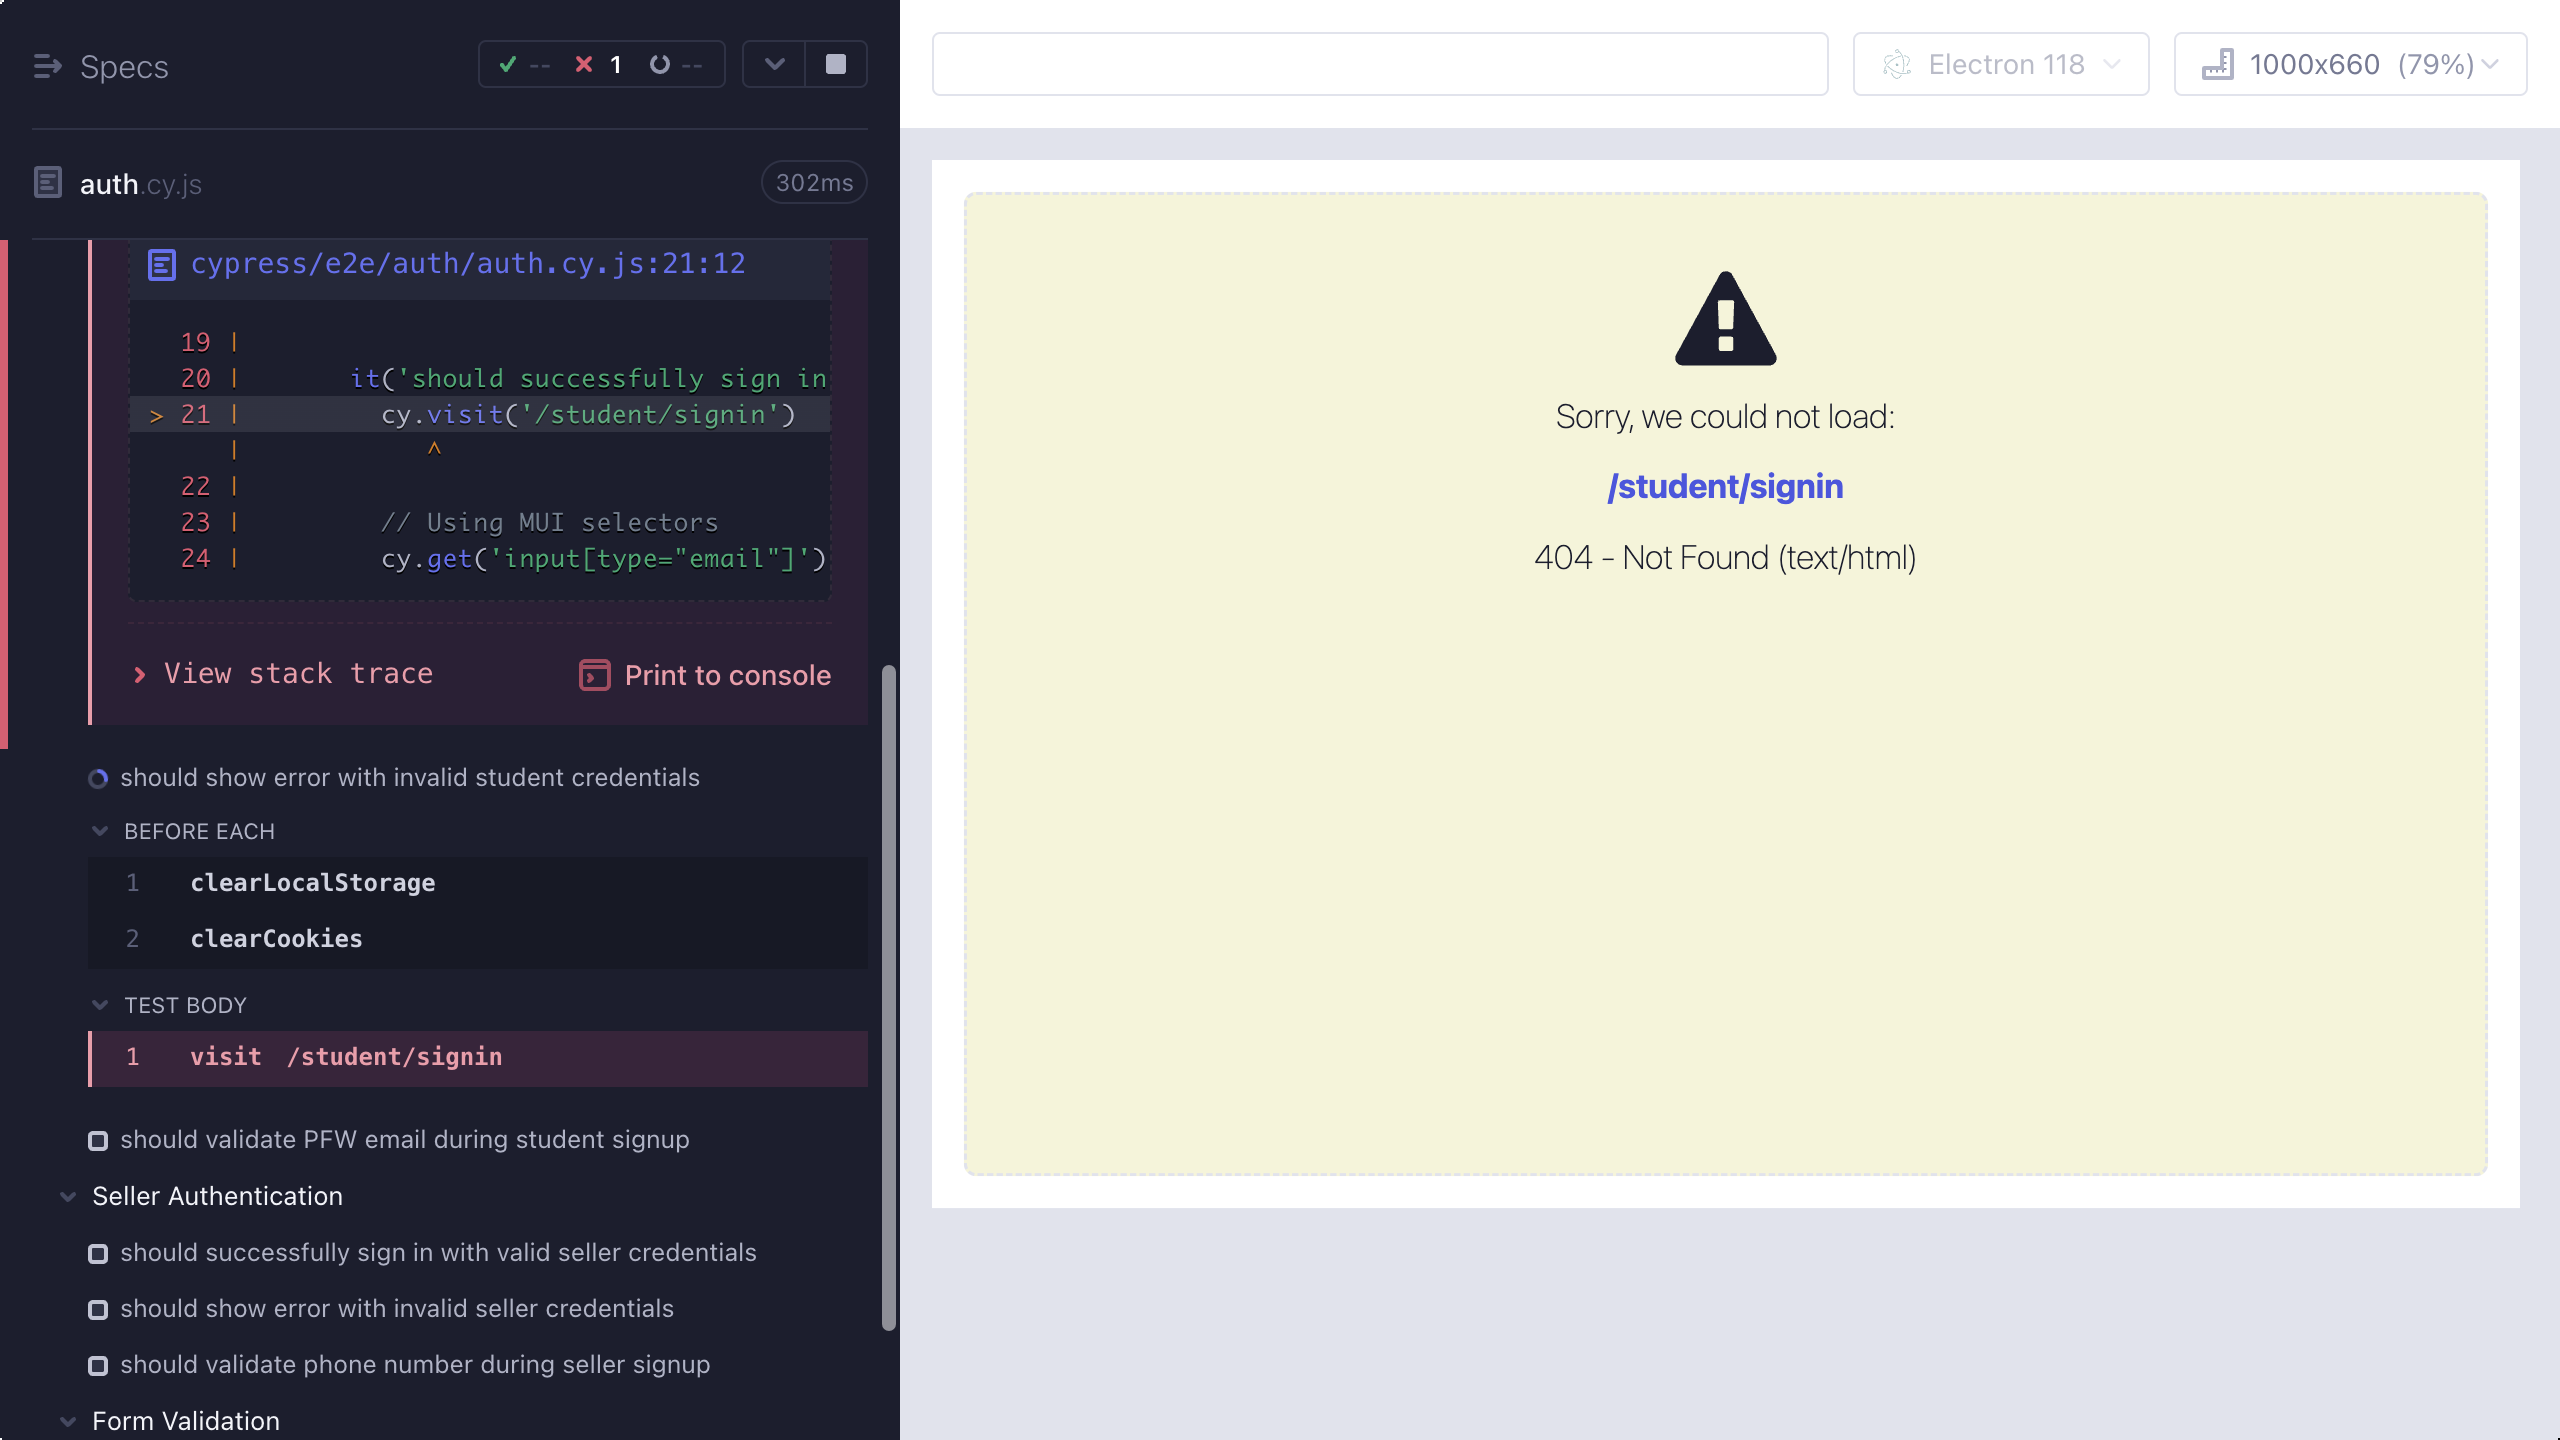 Specs
-- 1 --
auth.cy.js
302ms
cypress/e2e/auth/auth.cy.js:21:12
19 |
20 | it('should successfully sign in
> 21 | cy.visit('/student/signin')
| ^
22 |
23 | // Using MUI selectors
24 | cy.get('input[type="email"]')
View stack trace
Print to console
should show error with invalid student credentials
BEFORE EACH
1 clearLocalStorage
2 clearCookies
TEST BODY
1 visit /student/signin
should validate PFW email during student signup
Seller Authentication
should successfully sign in with valid seller credentials
should show error with invalid seller credentials
should validate phone number during seller signup
Form Validation
Electron 118
1000x660 (79%)
Sorry, we could not load:
/student/signin
404 - Not Found (text/html)